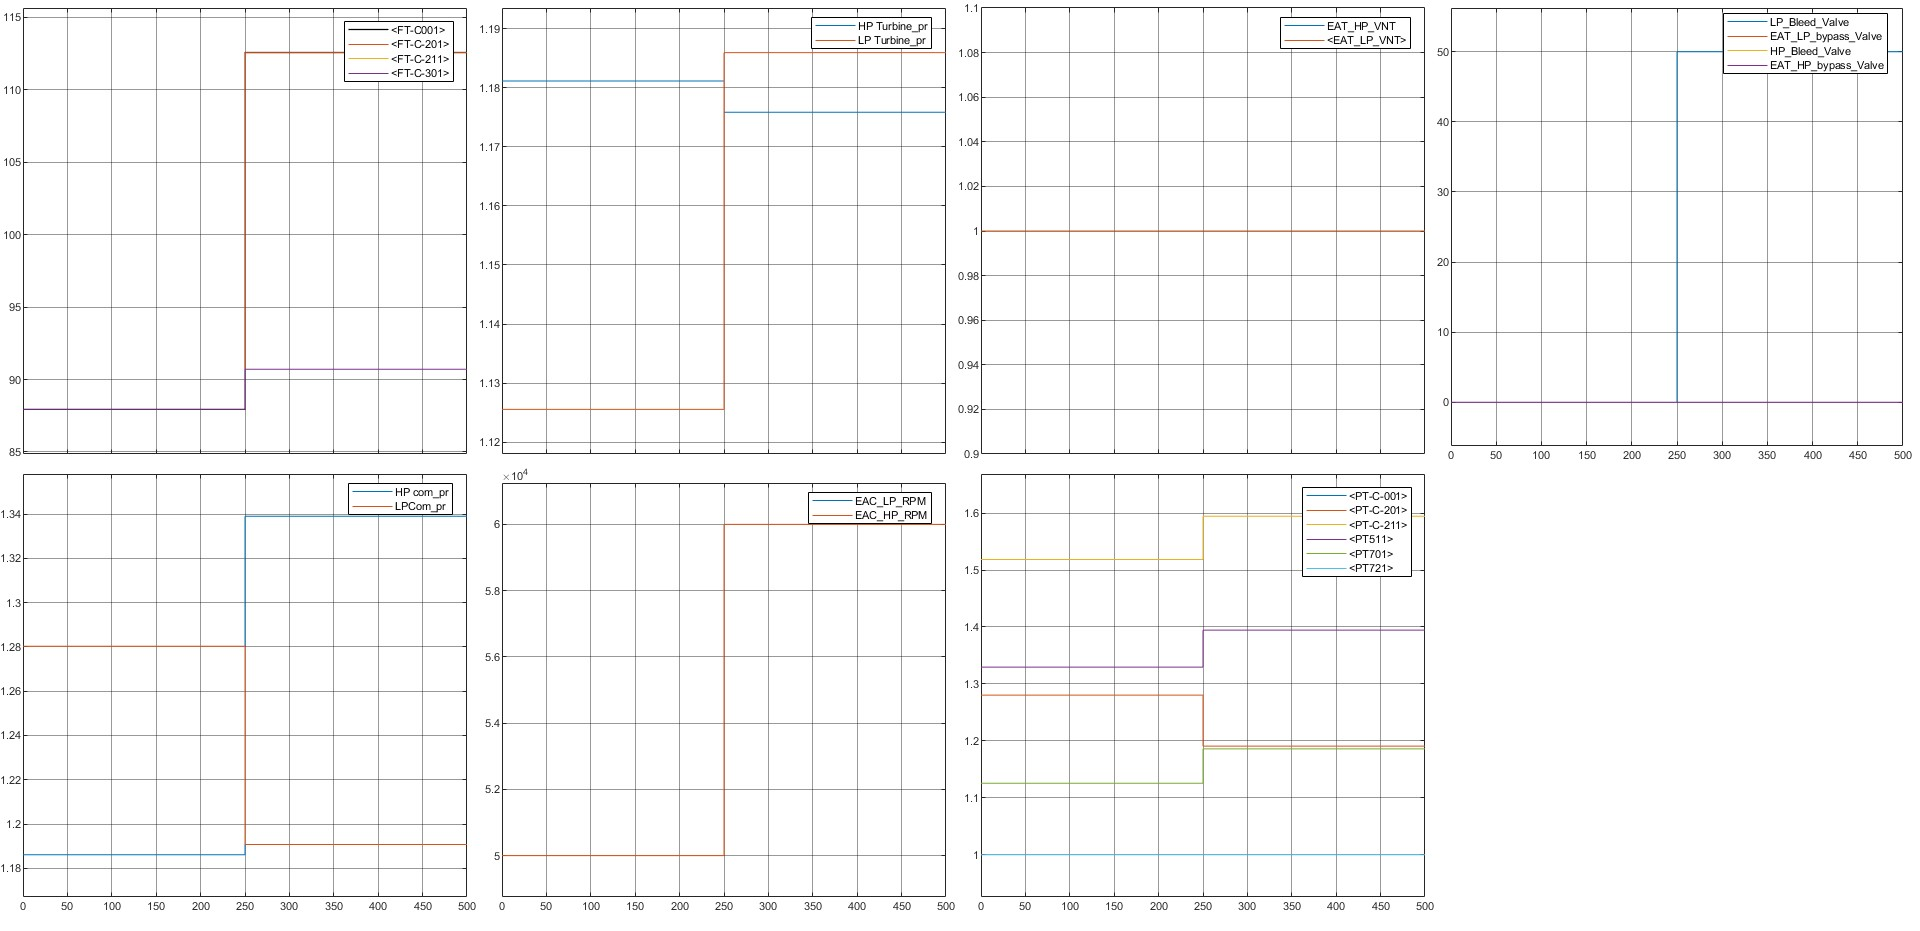 115
110
105
100
95
90
85
<FT-C001>
<FT-C-201>
<FT-C-211>
<FT-C-301>
1.19
1.18
1.17
1.16
1.15
1.14
1.13
1.12
HP Turbine_pr
LP Turbine_pr
1.1
1.08
1.06
1.04
1.02
1
0.98
0.96
0.94
0.92
0.9
EAT_HP_VNT
<EAT_LP_VNT>
50
40
30
20
10
0
LP_Bleed_Valve
EAT_LP_bypass_Valve
HP_Bleed_Valve
EAT_HP_bypass_Valve
0 50 100 150 200 250 300 350 400 450 500
1.34
1.32
1.3
1.28
1.26
1.24
1.22
1.2
1.18
HP com_pr
LPCom_pr
0 50 100 150 200 250 300 350 400 450 500
×10⁴
6
5.8
5.6
5.4
5.2
5
EAC_LP_RPM
EAC_HP_RPM
0 50 100 150 200 250 300 350 400 450 500
1.6
1.5
1.4
1.3
1.2
1.1
1
<PT-C-001>
<PT-C-201>
<PT-C-211>
<PT511>
<PT701>
<PT721>
0 50 100 150 200 250 300 350 400 450 500